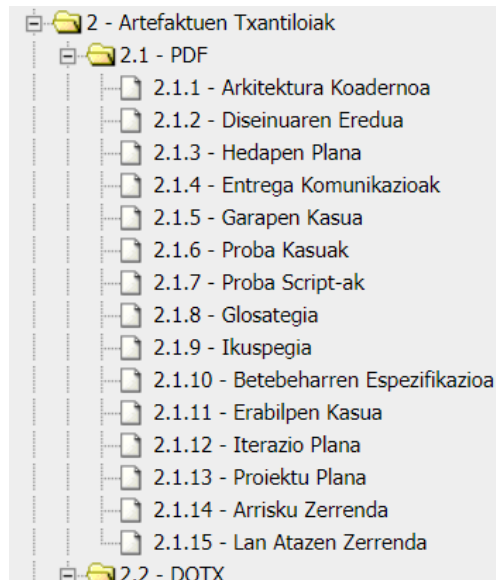 2 - Artefaktuen Txantiloiak
2.1 - PDF
2.1.1 - Arkitektura Koadernoa
2.1.2 - Diseinuaren Eredua
2.1.3 - Hedapen Plana
2.1.4 - Entrega Komunikazioak
2.1.5 - Garapen Kasua
2.1.6 - Proba Kasuak
2.1.7 - Proba Script-ak
2.1.8 - Glosategia
2.1.9 - Ikuspegia
2.1.10 - Betebeharren Espezifikazioa
2.1.11 - Erabilpen Kasua
2.1.12 - Iterazio Plana
2.1.13 - Proiektu Plana
2.1.14 - Arrisku Zerrenda
2.1.15 - Lan Atazen Zerrenda
2.2 - DOTX